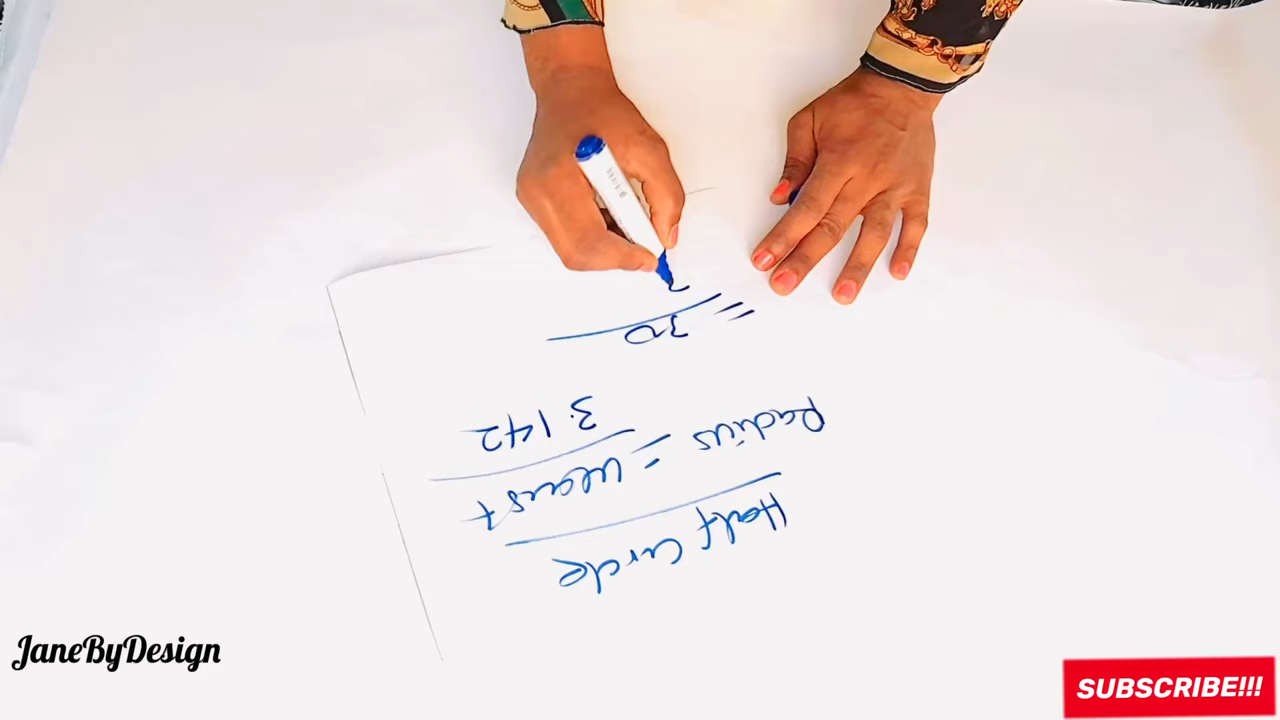 Half Circle
Radius = Waist
3.142
= 30
JaneByDesign
SUBSCRIBE!!!